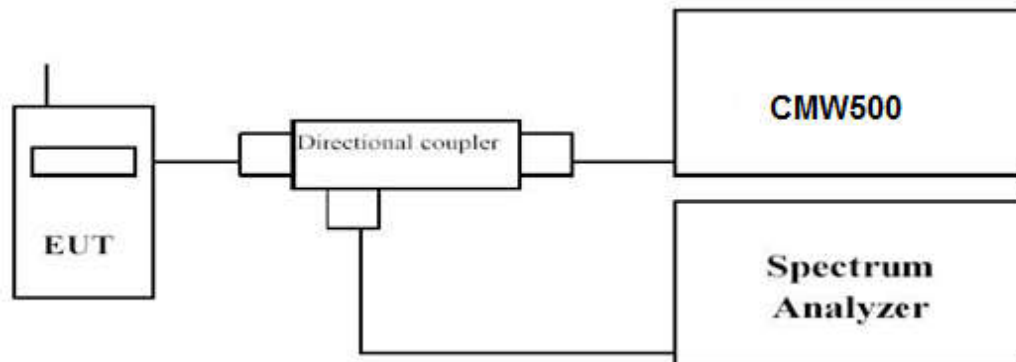 CMW500
Directional coupler
EUT
Spectrum
Analyzer